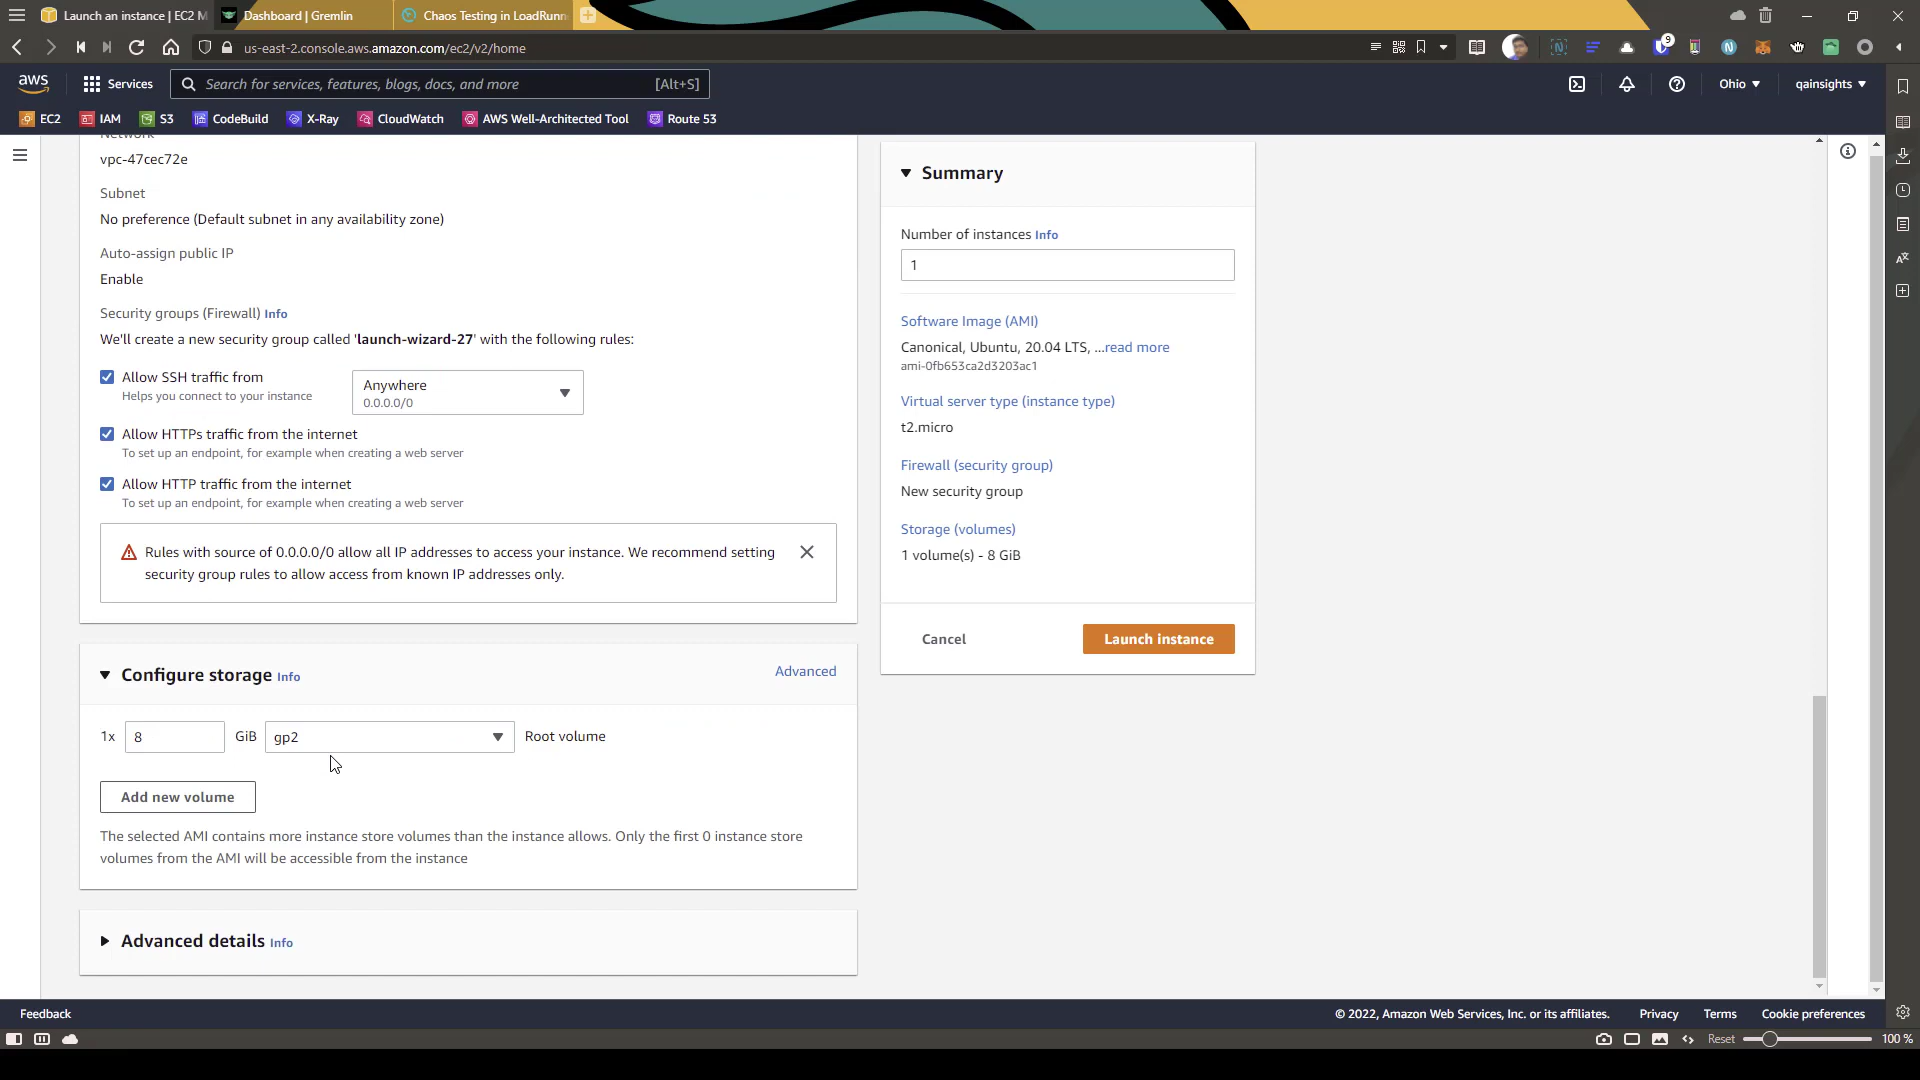 Launch an instance | EC2 M
Dashboard | Gremlin
Chaos Testing in LoadRunn
us-east-2.console.aws.amazon.com/ec2/v2/home
9
aws
Services
Search for services, features, blogs, docs, and more
[Alt+S]
Ohio
qainsights
EC2
IAM
S3
CodeBuild
X-Ray
CloudWatch
AWS Well-Architected Tool
Route 53
Network
vpc-47cec72e
Subnet
No preference (Default subnet in any availability zone)
Auto-assign public IP
Enable
Security groups (Firewall) Info
We'll create a new security group called 'launch-wizard-27' with the following rules:
Allow SSH traffic from
Helps you connect to your instance
Anywhere
0.0.0.0/0
Allow HTTPs traffic from the internet
To set up an endpoint, for example when creating a web server
Allow HTTP traffic from the internet
To set up an endpoint, for example when creating a web server
Rules with source of 0.0.0.0/0 allow all IP addresses to access your instance. We recommend setting
security group rules to allow access from known IP addresses only.
Configure storage Info
Advanced
1x
8
GiB
gp2
Root volume
Add new volume
The selected AMI contains more instance store volumes than the instance allows. Only the first 0 instance store
volumes from the AMI will be accessible from the instance
Advanced details Info
Summary
Number of instances Info
1
Software Image (AMI)
Canonical, Ubuntu, 20.04 LTS, ...read more
ami-0fb653ca2d3203ac1
Virtual server type (instance type)
t2.micro
Firewall (security group)
New security group
Storage (volumes)
1 volume(s) - 8 GiB
Cancel
Launch instance
Feedback
© 2022, Amazon Web Services, Inc. or its affiliates.
Privacy
Terms
Cookie preferences
Reset
100 %